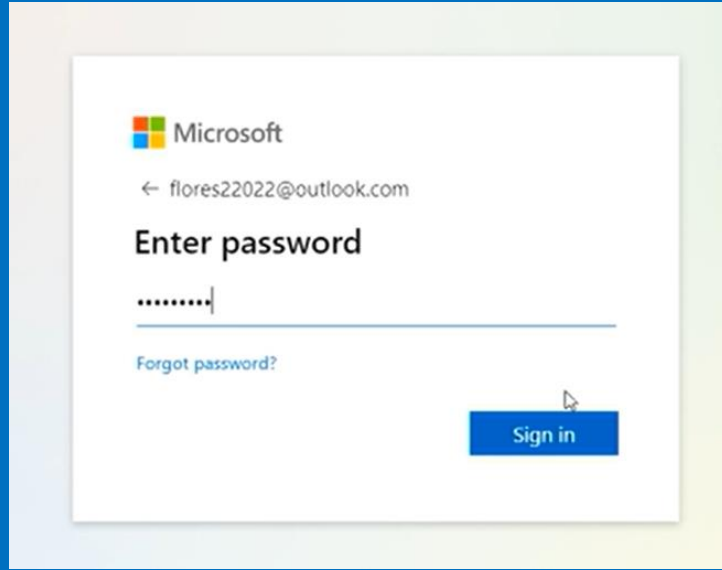 Microsoft
← flores22022@outlook.com
Enter password
•••••••••
Forgot password?
Sign in